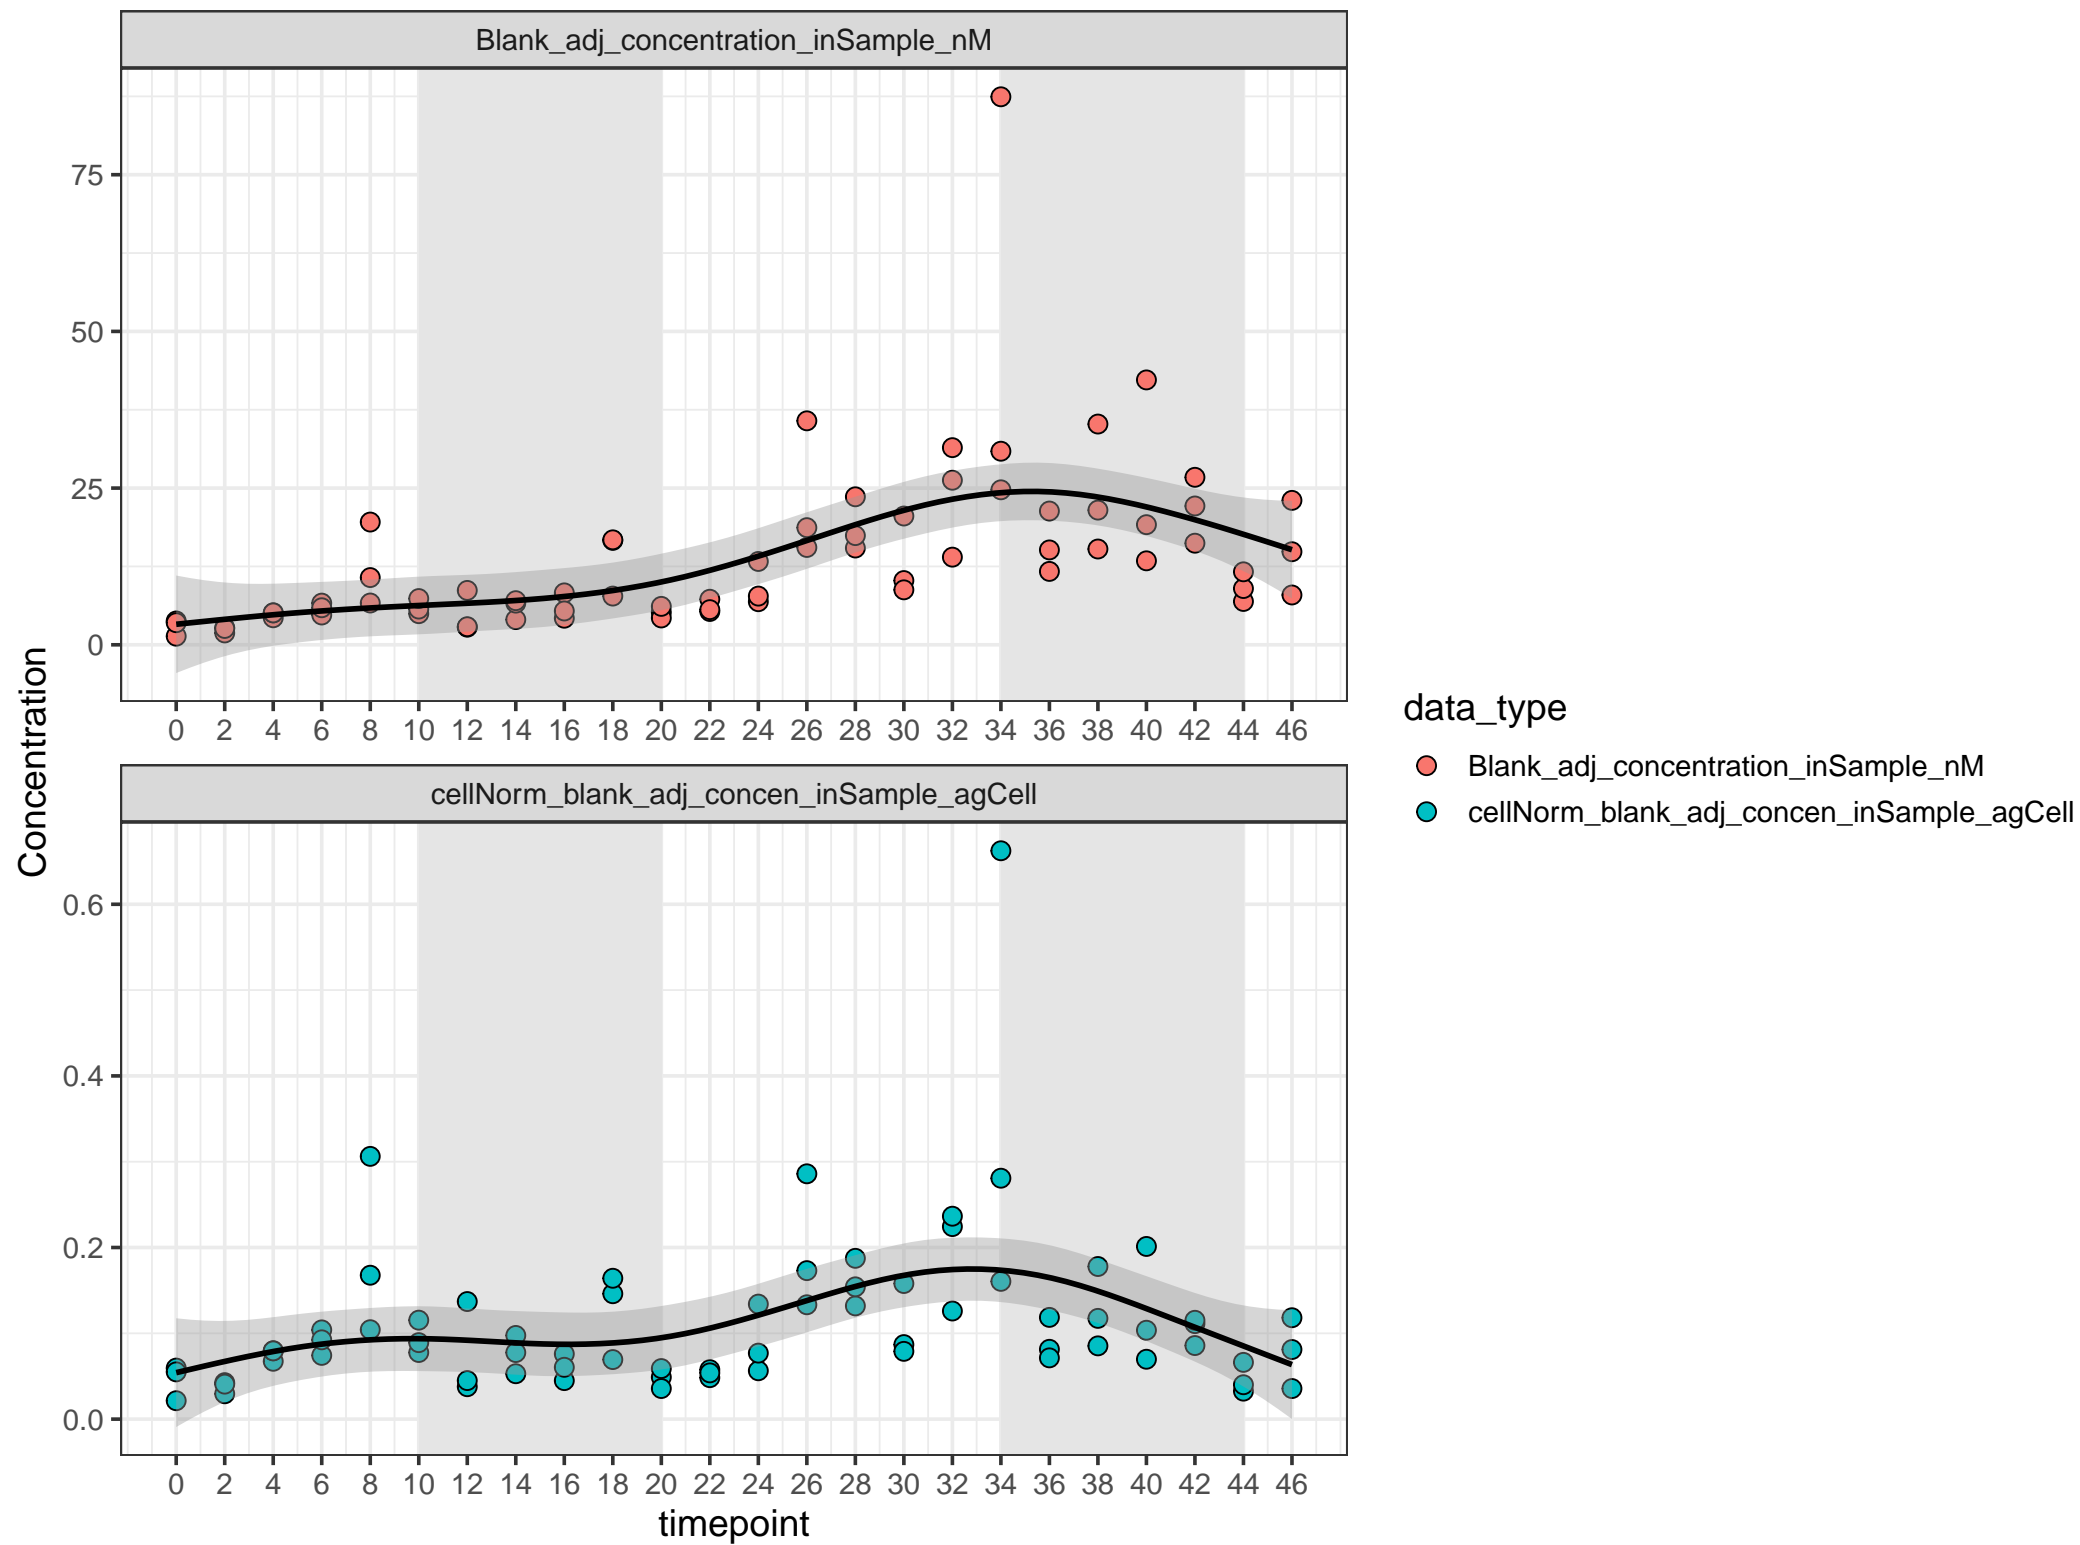 Blank_adj_concentration_inSample_nM
75
50
25
0
0 2 4 6 8 10 12 14 16 18 20 22 24 26 28 30 32 34 36 38 40 42 44 46
cellNorm_blank_adj_concen_inSample_agCell
0.6
0.4
0.2
0.0
0 2 4 6 8 10 12 14 16 18 20 22 24 26 28 30 32 34 36 38 40 42 44 46
timepoint
Concentration
data_type
Blank_adj_concentration_inSample_nM
cellNorm_blank_adj_concen_inSample_agCell